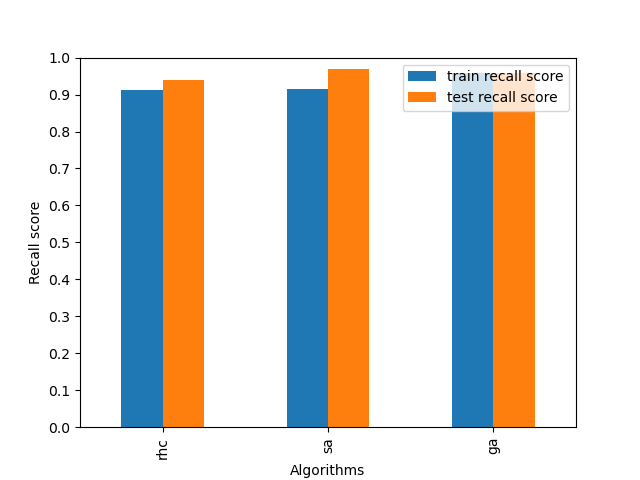 1.0
0.9
0.8
0.7
0.6
0.5
0.4
0.3
0.2
0.1
0.0
Recall score
train recall score
test recall score
rhc
sa
ga
Algorithms